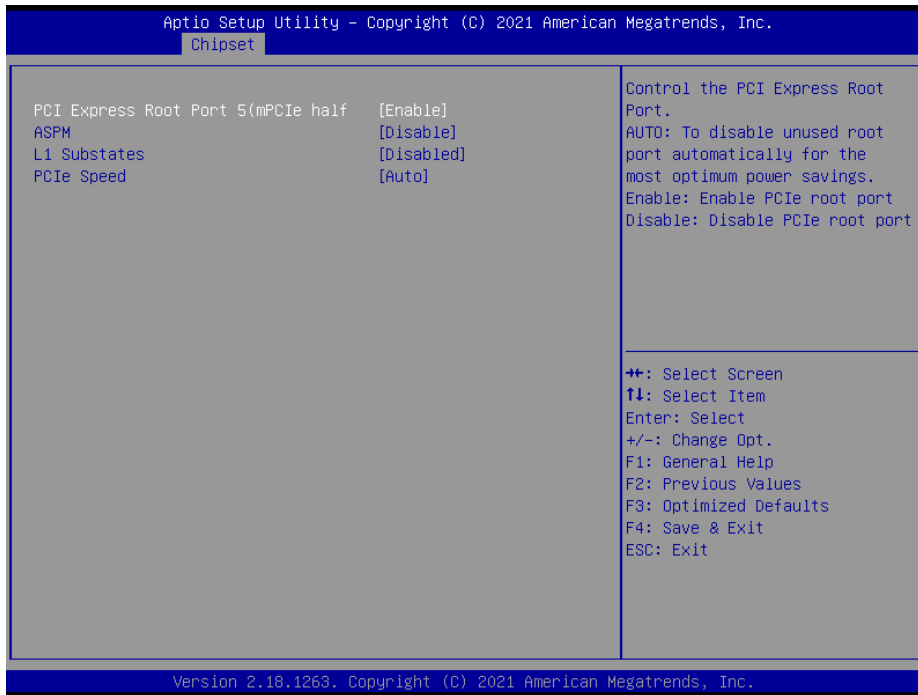 Aptio Setup Utility – Copyright (C) 2021 American Megatrends, Inc.
Chipset
PCI Express Root Port 5(mPCIe half [Enable]
ASPM [Disable]
L1 Substates [Disabled]
PCIe Speed [Auto]
Control the PCI Express Root
Port.
AUTO: To disable unused root
port automatically for the
most optimum power savings.
Enable: Enable PCIe root port
Disable: Disable PCIe root port
→←: Select Screen
↑↓: Select Item
Enter: Select
+/-: Change Opt.
F1: General Help
F2: Previous Values
F3: Optimized Defaults
F4: Save & Exit
ESC: Exit
Version 2.18.1263. Copyright (C) 2021 American Megatrends, Inc.